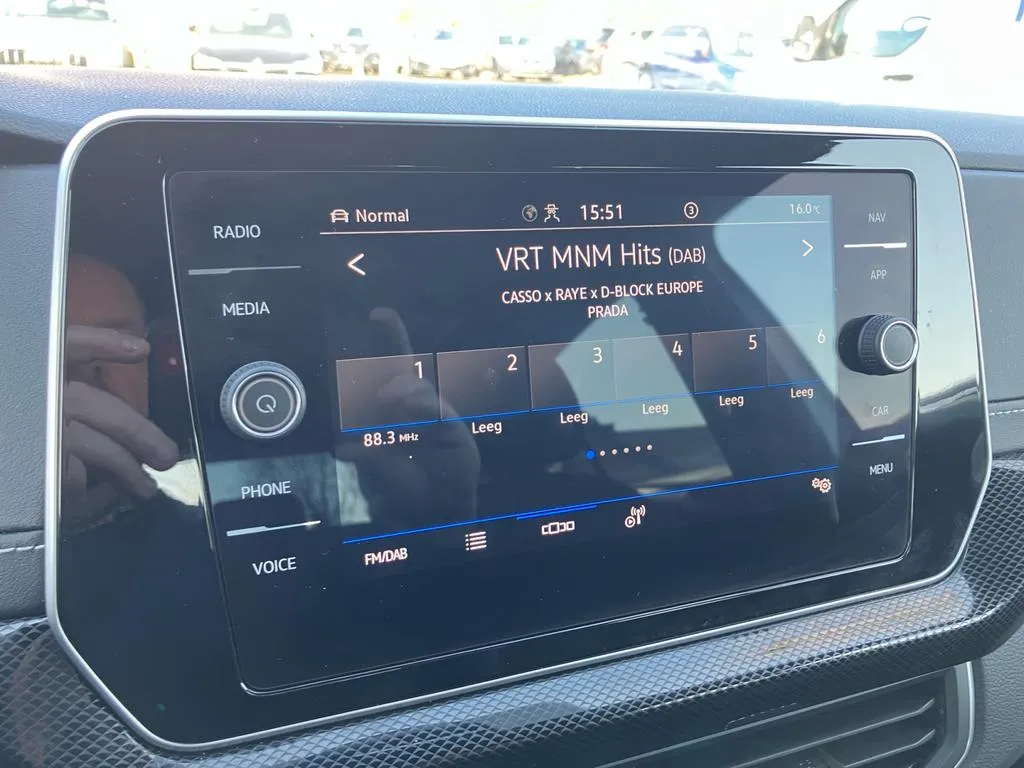 Normal
15:51
3
16.0°C
RADIO
MEDIA
PHONE
VOICE
VRT MNM Hits (DAB)
CASSO x RAYE x D-BLOCK EUROPE
PRADA
1
2
3
4
5
6
88.3 MHz
Leeg
Leeg
Leeg
Leeg
Leeg
FM/DAB
NAV
APP
CAR
MENU